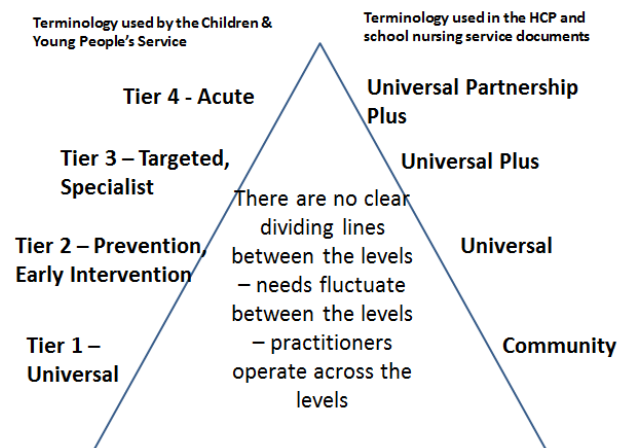 Terminology used by the Children &
Young People's Service
Terminology used in the HCP and
school nursing service documents
Tier 4 - Acute
Universal Partnership
Plus
Tier 3 – Targeted,
Specialist
Universal Plus
Tier 2 – Prevention,
Early Intervention
Universal
Tier 1 –
Universal
Community
There are no clear
dividing lines
between the levels
– needs fluctuate
between the levels
– practitioners
operate across the
levels